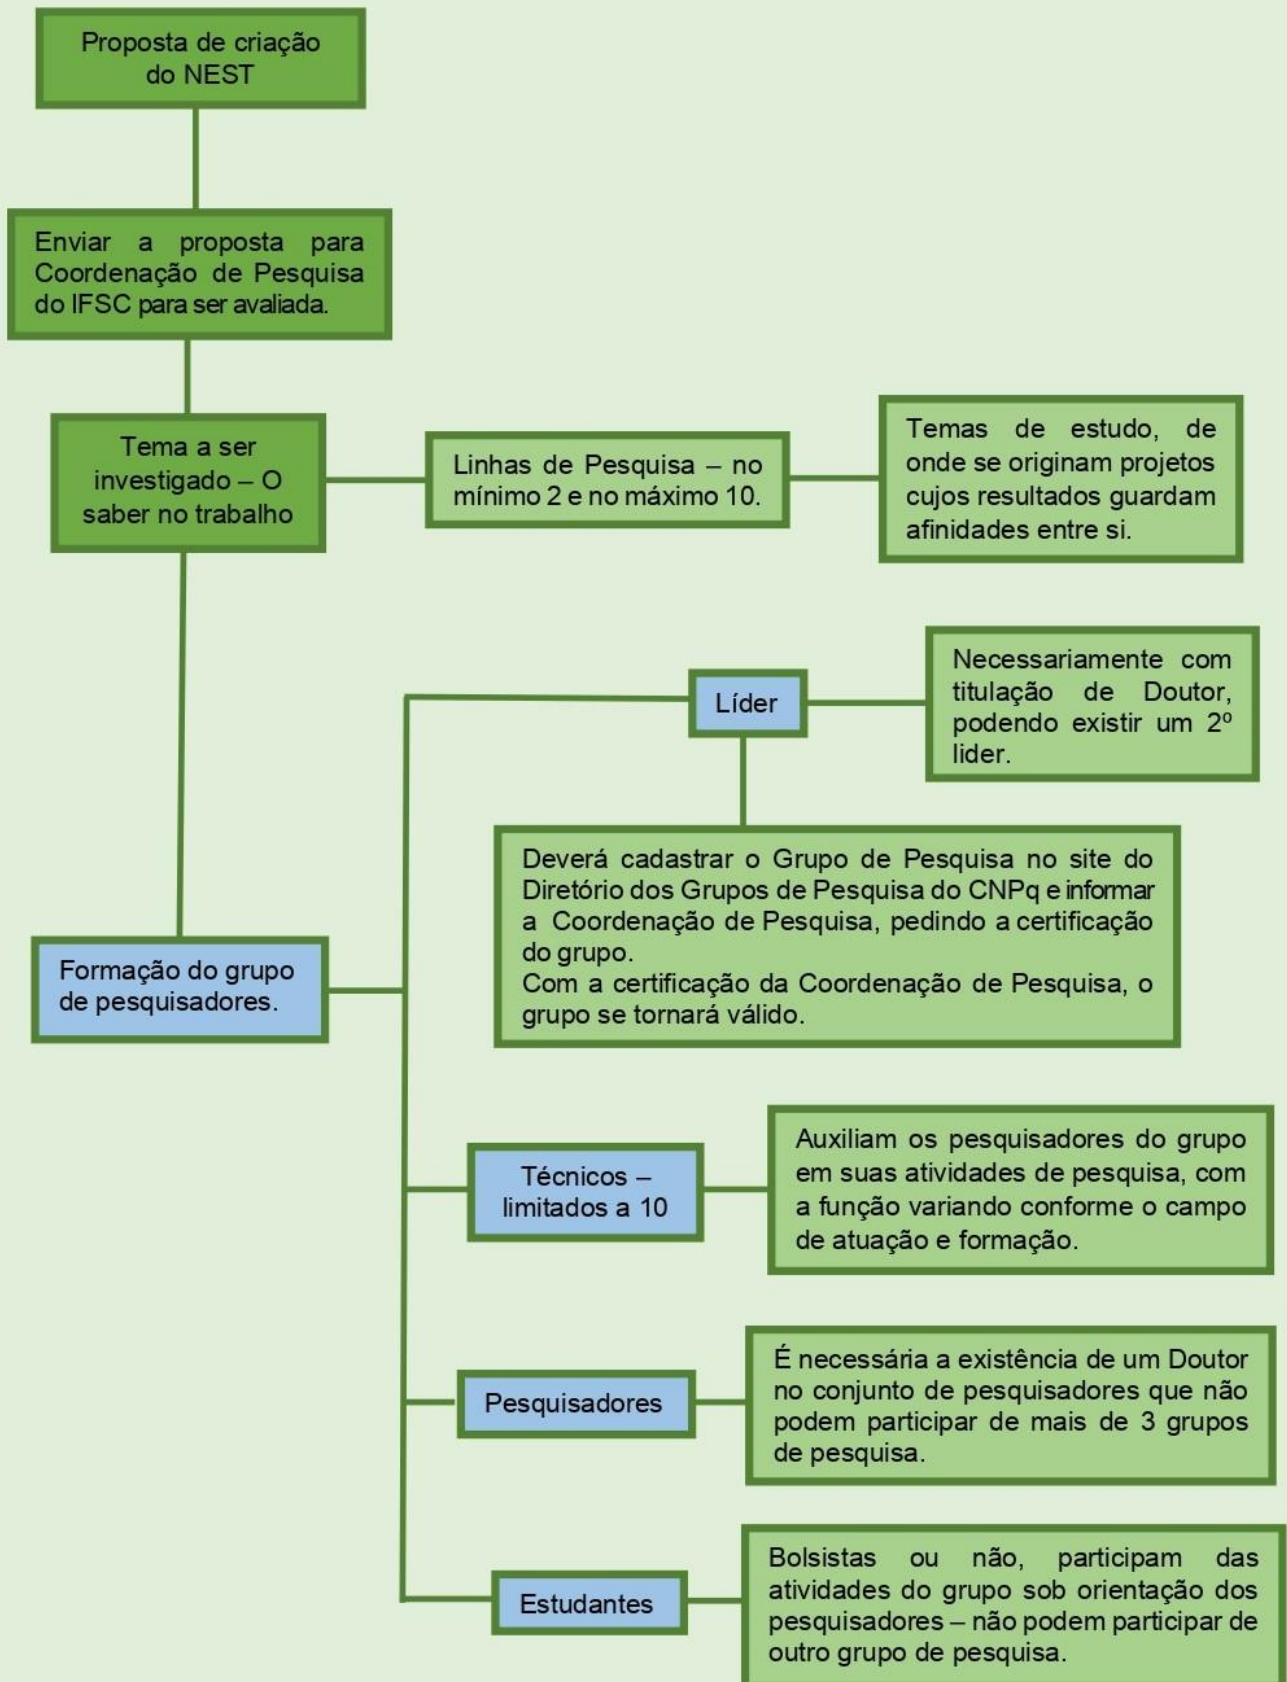 Proposta de criação
do NEST
Enviar a proposta para
Coordenação de Pesquisa
do IFSC para ser avaliada.
Tema a ser
investigado – O
saber no trabalho
Linhas de Pesquisa – no
mínimo 2 e no máximo 10.
Temas de estudo, de
onde se originam projetos
cujos resultados guardam
afinidades entre si.
Formação do grupo
de pesquisadores.
Líder
Necessariamente com
titulação de Doutor,
podendo existir um 2º
lider.
Deverá cadastrar o Grupo de Pesquisa no site do
Diretório dos Grupos de Pesquisa do CNPq e informar
a Coordenação de Pesquisa, pedindo a certificação
do grupo.
Com a certificação da Coordenação de Pesquisa, o
grupo se tornará válido.
Técnicos –
limitados a 10
Auxiliam os pesquisadores do grupo
em suas atividades de pesquisa, com
a função variando conforme o campo
de atuação e formação.
Pesquisadores
É necessária a existência de um Doutor
no conjunto de pesquisadores que não
podem participar de mais de 3 grupos
de pesquisa.
Estudantes
Bolsistas ou não, participam das
atividades do grupo sob orientação dos
pesquisadores – não podem participar de
outro grupo de pesquisa.